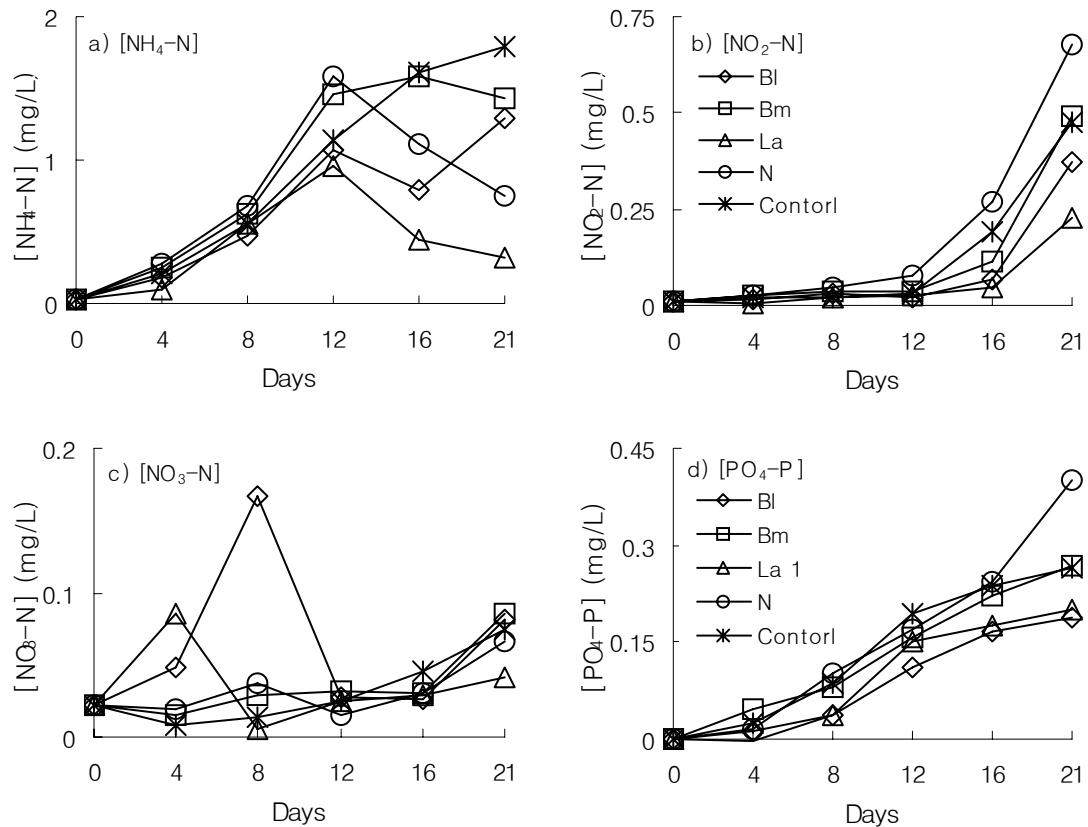 a) [NH₄-N]
[NH4-N] (mg/L)
2
1
0
0 4 8 12 16 21
Days
b) [NO₂-N]
Bl
Bm
La
N
Contorl
[NO2-N] (mg/L)
0.75
0.5
0.25
0
0 4 8 12 16 21
Days
c) [NO₃-N]
[NO3-N] (mg/L)
0.2
0.1
0
0 4 8 12 16 21
Days
d) [PO₄-P]
Bl
Bm
La 1
N
Contorl
[PO4-P] (mg/L)
0.45
0.3
0.15
0
0 4 8 12 16 21
Days